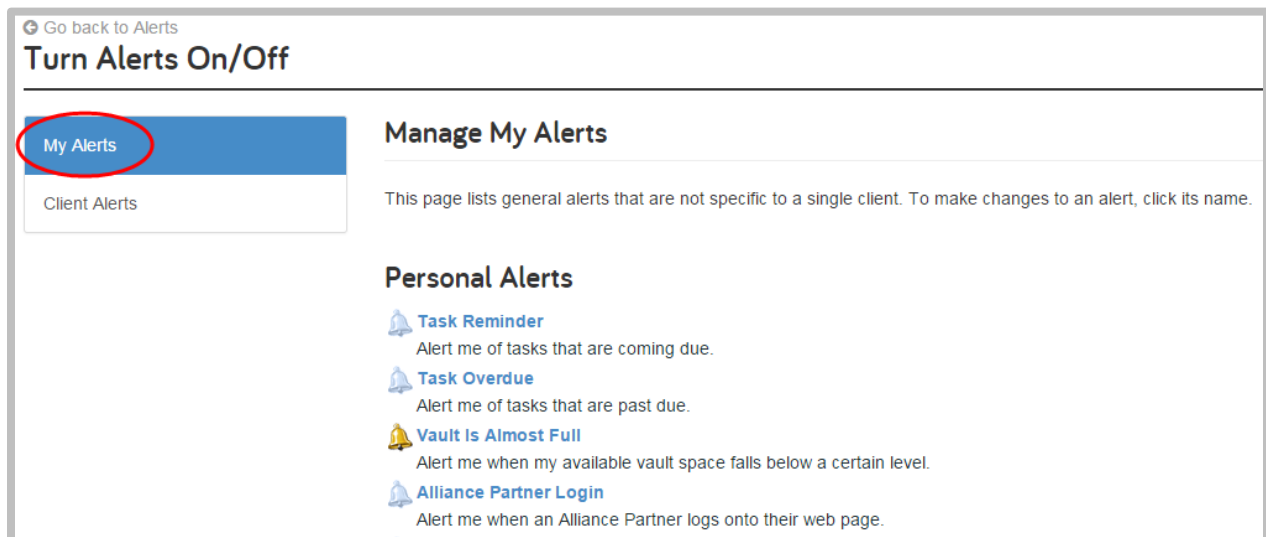 Go back to Alerts
Turn Alerts On/Off
My Alerts
Client Alerts
Manage My Alerts
This page lists general alerts that are not specific to a single client. To make changes to an alert, click its name.
Personal Alerts
Task Reminder
Alert me of tasks that are coming due.
Task Overdue
Alert me of tasks that are past due.
Vault Is Almost Full
Alert me when my available vault space falls below a certain level.
Alliance Partner Login
Alert me when an Alliance Partner logs onto their web page.